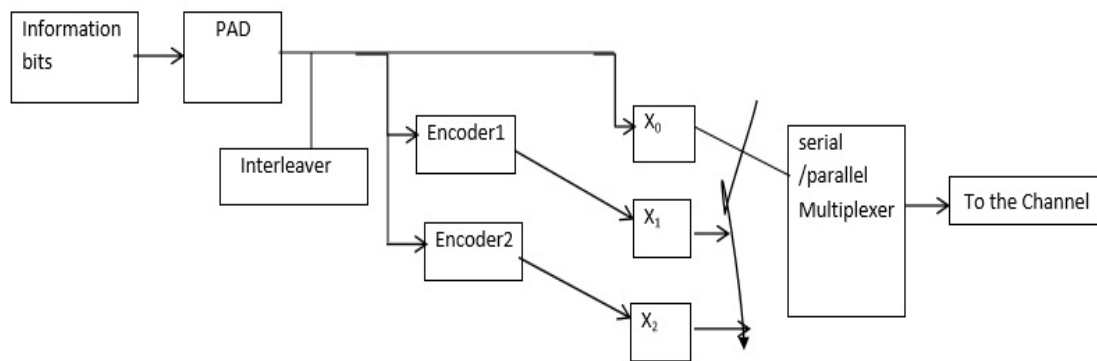 Information
bits
PAD
Interleaver
Encoder1
Encoder2
X₀
X₁
X₂
serial
/parallel
Multiplexer
To the Channel